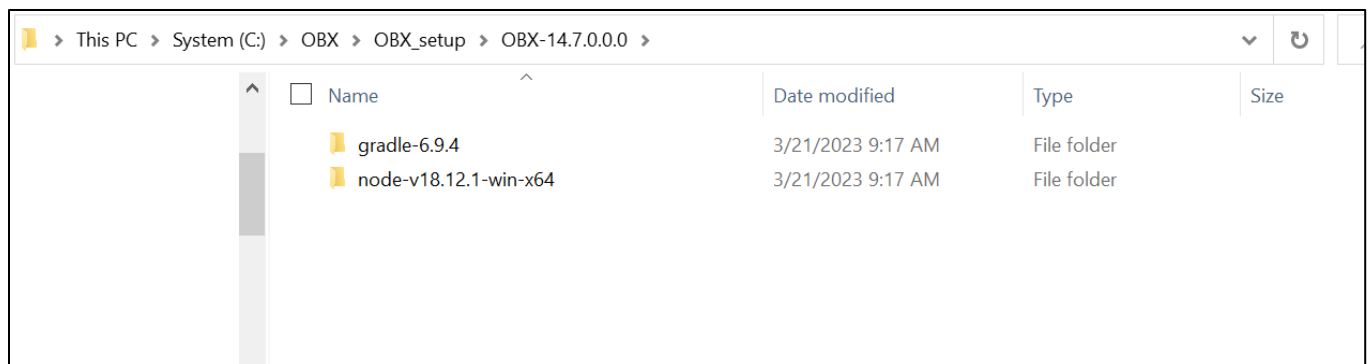 This PC > System (C:) > OBX > OBX_setup > OBX-14.7.0.0.0 >
Name Date modified Type Size
gradle-6.9.4 3/21/2023 9:17 AM File folder
node-v18.12.1-win-x64 3/21/2023 9:17 AM File folder